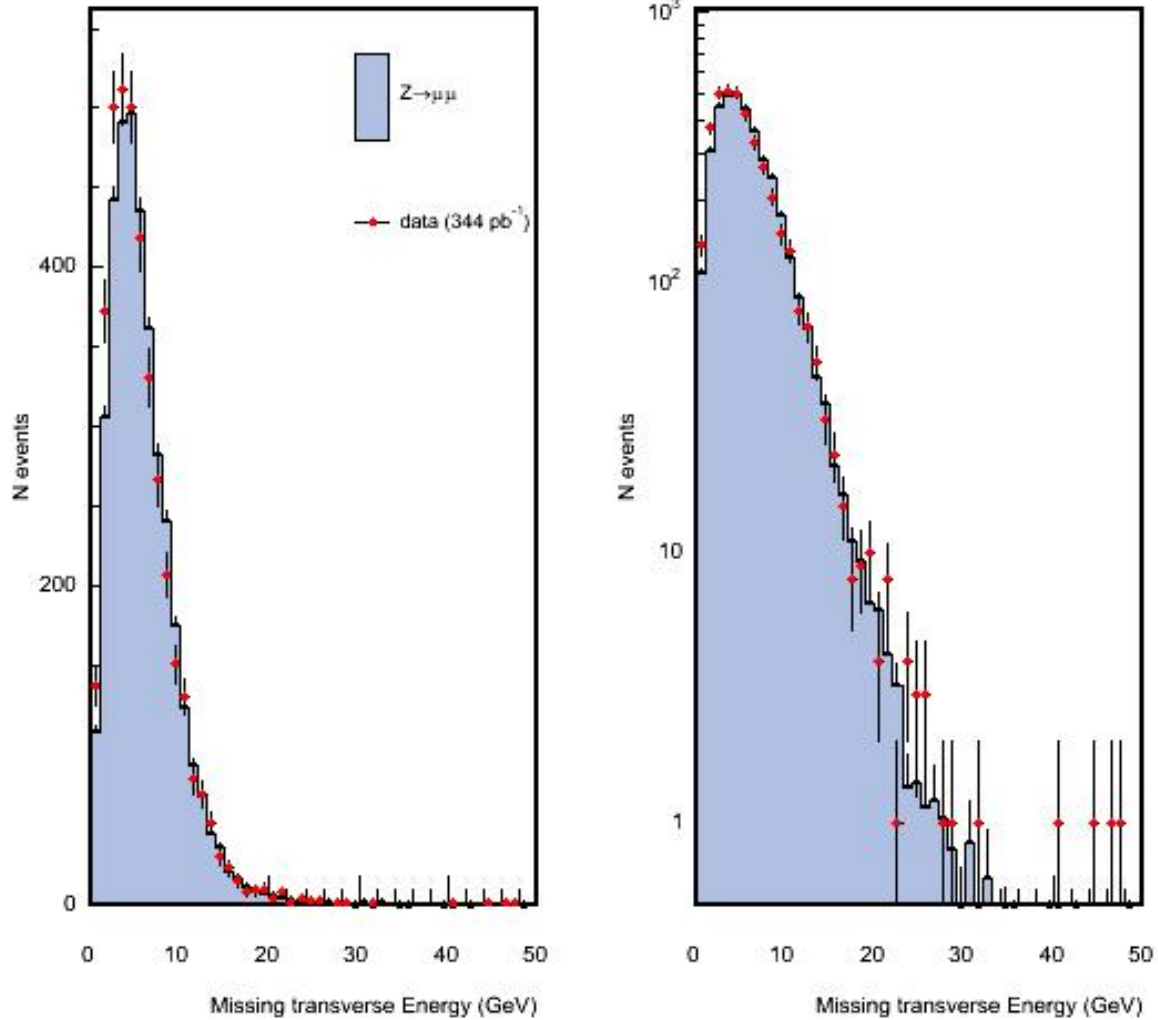 Z→μμ
data (344 pb⁻¹)
400
200
0
N events
0 10 20 30 40 50
Missing transverse Energy (GeV)
10³
10²
10
1
N events
0 10 20 30 40 50
Missing transverse Energy (GeV)